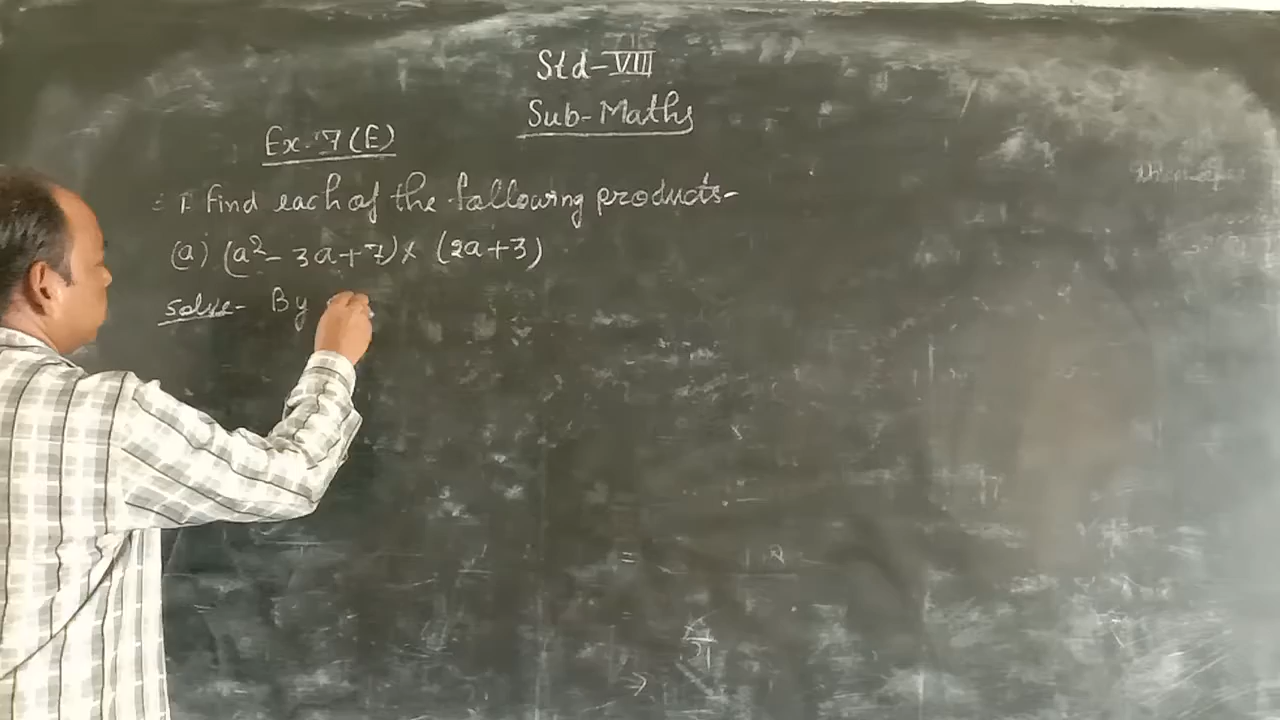 Std-VIII
Sub-Maths
Ex-7(E)
1. Find each of the following products-
(a) (a²- 3a+7)× (2a+3)
solve- By